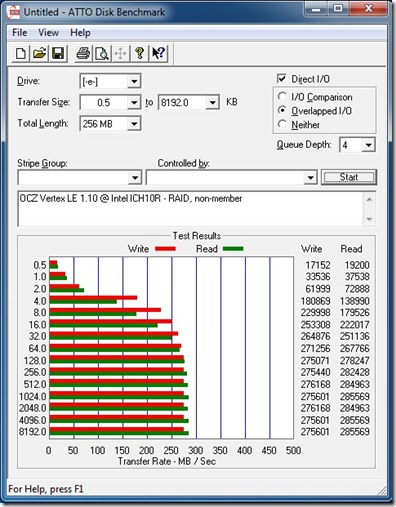 Untitled - ATTO Disk Benchmark
File View Help
Drive: [-e-]
Direct I/O
Transfer Size: 0.5 to 8192.0 KB
I/O Comparison
Overlapped I/O
Neither
Total Length: 256 MB
Queue Depth: 4
Stripe Group: Controlled by:
Start
OCZ Vertex LE 1.10 @ Intel ICH10R - RAID, non-member
Test Results
Write Read Write Read
0.5 17152 19200
1.0 33536 37538
2.0 61999 72888
4.0 180869 138990
8.0 229998 179526
16.0 253308 222017
32.0 264876 251136
64.0 271256 267766
128.0 275071 278247
256.0 275440 282428
512.0 276168 284963
1024.0 275601 285569
2048.0 276168 284963
4096.0 275601 285569
8192.0 275601 285569
0 50 100 150 200 250 300 350 400 450 500
Transfer Rate - MB / Sec
For Help, press F1